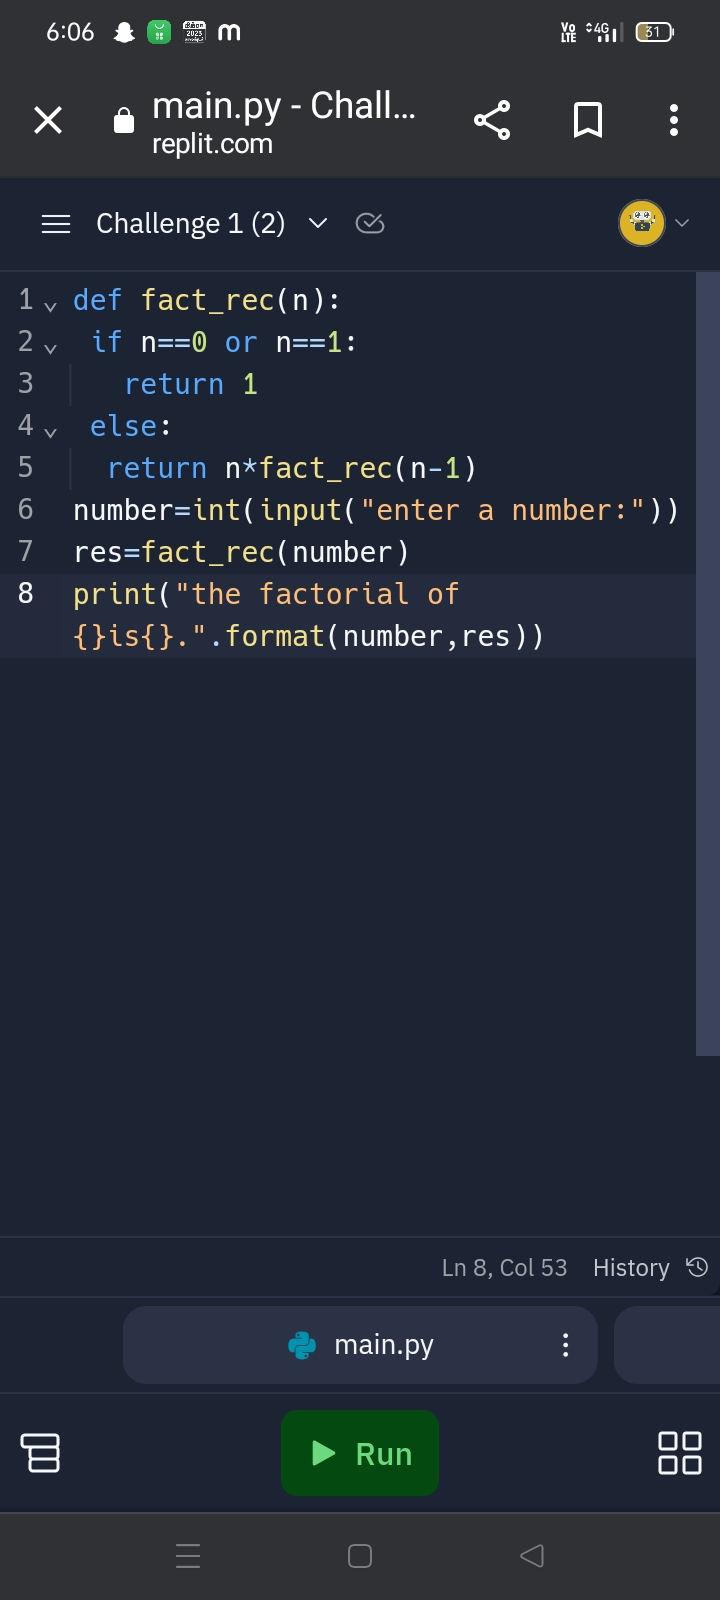 6:06 m VoLTE 4G 31
main.py - Chall...
replit.com
Challenge 1 (2)
1 def fact_rec(n):
2  if n==0 or n==1:
3    return 1
4  else:
5   return n*fact_rec(n-1)
6 number=int(input("enter a number:"))
7 res=fact_rec(number)
8 print("the factorial of
{}is{}.".format(number,res))
Ln 8, Col 53 History
main.py
Run